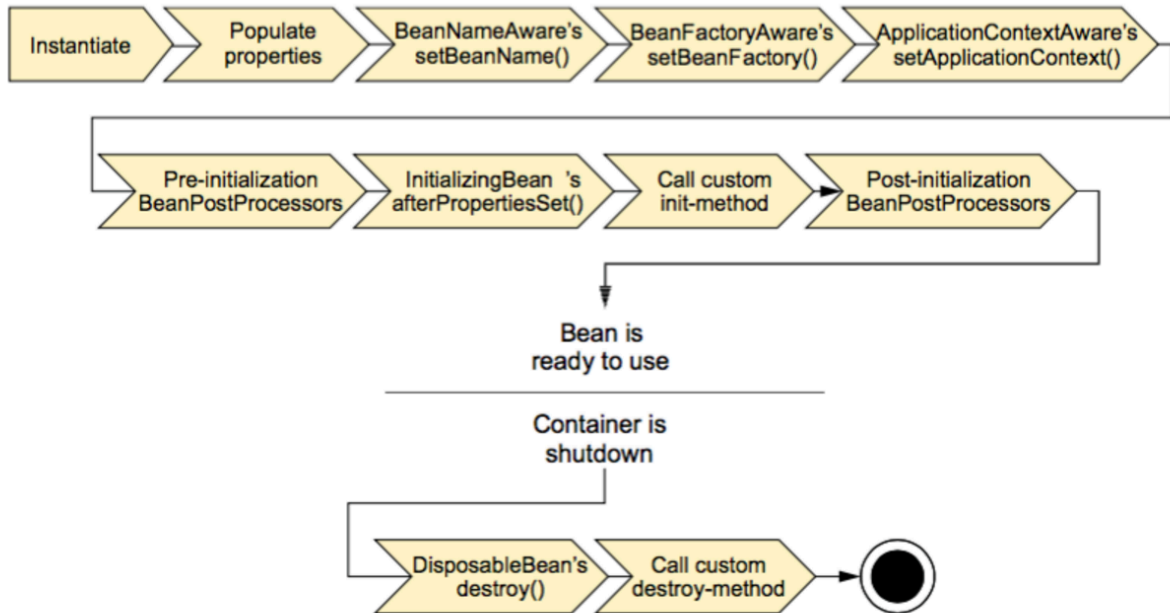 Instantiate
Populate
properties
BeanNameAware's
setBeanName()
BeanFactoryAware's
setBeanFactory()
ApplicationContextAware's
setApplicationContext()
Pre-initialization
BeanPostProcessors
InitializingBean 's
afterPropertiesSet()
Call custom
init-method
Post-initialization
BeanPostProcessors
Bean is
ready to use
Container is
shutdown
DisposableBean's
destroy()
Call custom
destroy-method